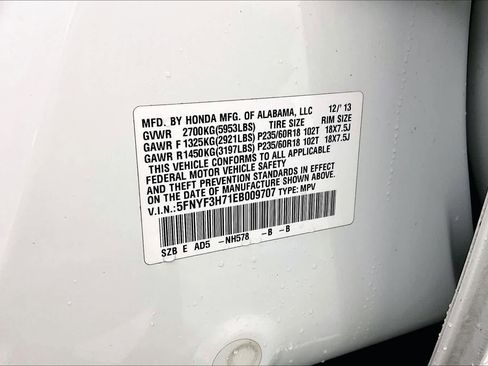 MFD. BY HONDA MFG. OF ALABAMA, LLC 12/'13
GVWR 2700KG(5953LBS) TIRE SIZE RIM SIZE
GAWR F 1325KG(2921LBS) P235/60R18 102T 18X7.5J
GAWR R1450KG(3197LBS) P235/60R18 102T 18X7.5J
THIS VEHICLE CONFORMS TO ALL APPLICABLE
FEDERAL MOTOR VEHICLE SAFETY
AND THEFT PREVENTION STANDARDS IN EFFECT
ON THE DATE OF MANUFACTURE SHOWN ABOVE.
V.I.N.:5FNYF3H71EB009707 TYPE: MPV
SZB E AD5 -NH578 -B -B